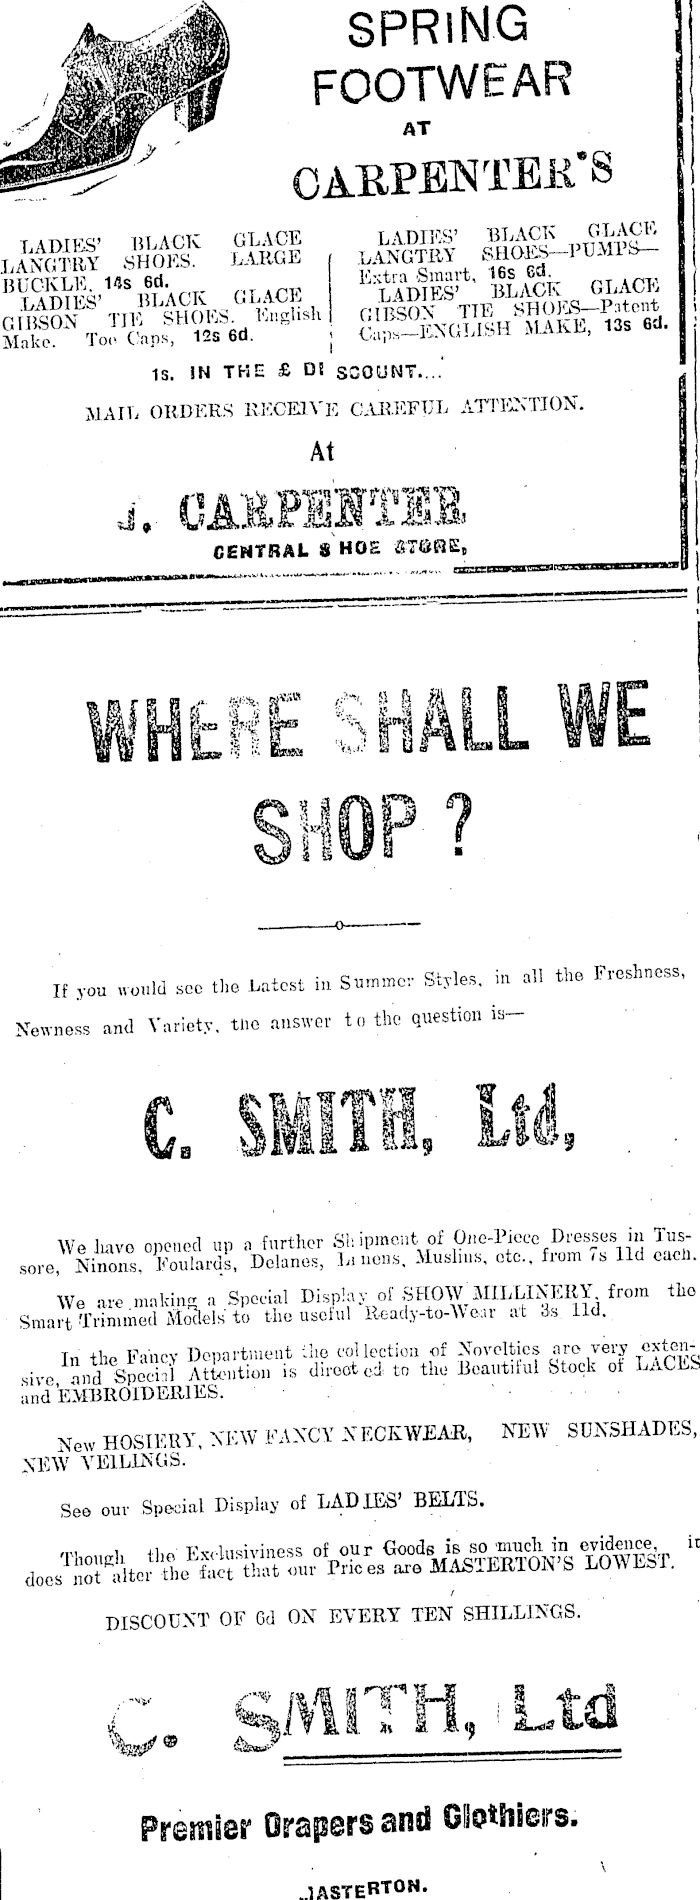 SPRING
FOOTWEAR
AT
CARPENTER'S
LADIES' BLACK GLACE
LANGTRY SHOES. LARGE
BUCKLE, 14s 6d.
LADIES' BLACK GLACE
GIBSON TIE SHOES. English
Make. Toe Caps, 12s 6d.
LADIES' BLACK GLACE
LANGTRY SHOES—PUMPS—
Extra Smart, 16s 6d.
LADIES' BLACK GLACE
GIBSON TIE SHOES—Patent
Caps—ENGLISH MAKE, 13s 6d.
1s. IN THE £ DISCOUNT....
MAIL ORDERS RECEIVE CAREFUL ATTENTION.
At
J. CARPENTER
CENTRAL SHOE STORE,
WHERE SHALL WE
SHOP ?
If you would see the Latest in Summer Styles, in all the Freshness,
Newness and Variety, the answer to the question is—
C. SMITH, Ltd,
We have opened up a further Shipment of One-Piece Dresses in Tus-
sore, Ninons, Foulards, Delanes, Linens, Muslins, etc., from 7s 11d each.
We are making a Special Display of SHOW MILLINERY, from the
Smart Trimmed Models to the useful Ready-to-Wear at 3s 11d.
In the Fancy Department the collection of Novelties are very exten-
sive, and Special Attention is directed to the Beautiful Stock of LACES
and EMBROIDERIES.
New HOSIERY, NEW FANCY NECKWEAR, NEW SUNSHADES,
NEW VEILINGS.
See our Special Display of LADIES' BELTS.
Though the Exclusiviness of our Goods is so much in evidence, it
does not alter the fact that our Prices are MASTERTON'S LOWEST.
DISCOUNT OF 6d ON EVERY TEN SHILLINGS.
C. SMITH, Ltd
Premier Drapers and Clothiers.
MASTERTON.